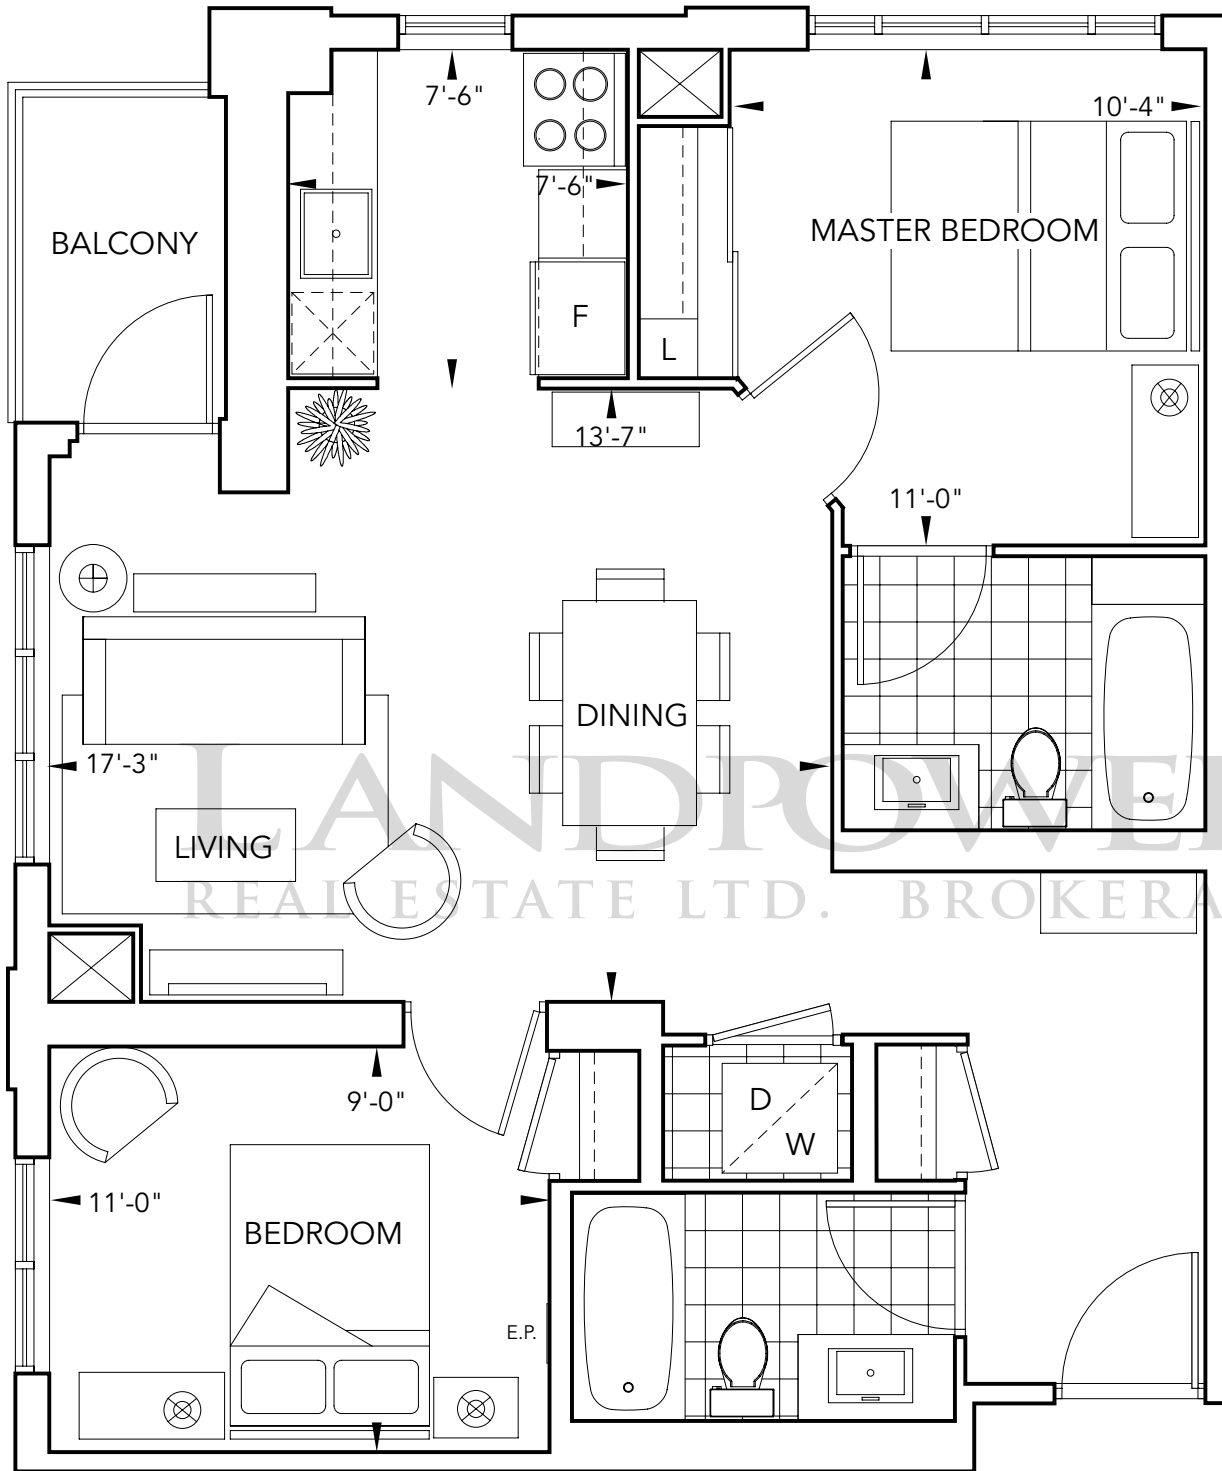 7'-6"
10'-4"
7'-6"
MASTER BEDROOM
BALCONY
F
L
13'-7"
11'-0"
DINING
17'-3"
LANDPOWE
LIVING
REAL ESTATE LTD. BROKERA
9'-0"
D
W
11'-0"
BEDROOM
E.P.